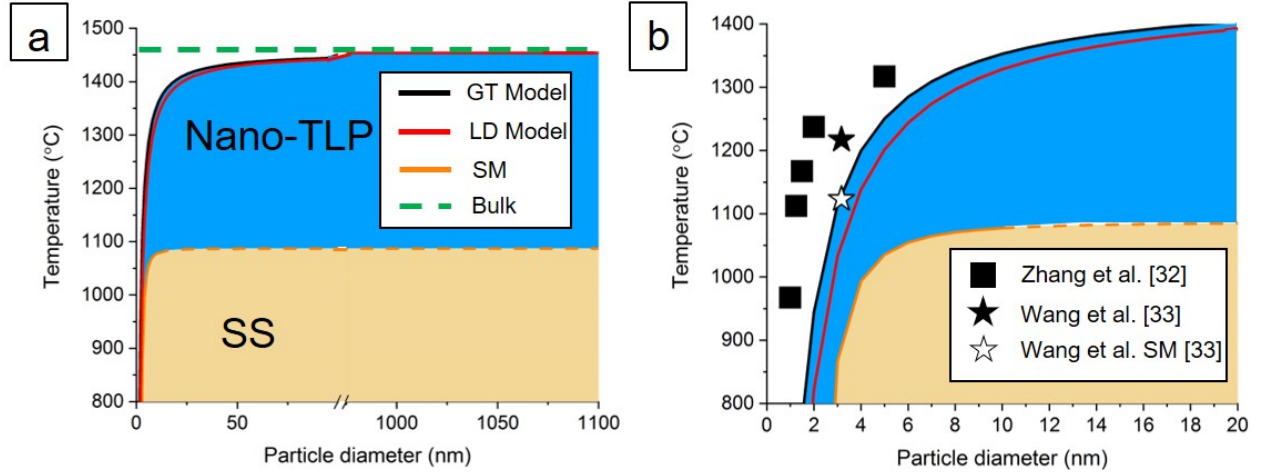 a
1500
1400
1300
1200
1100
1000
900
800
Temperature (°C)
Nano-TLP
SS
GT Model
LD Model
SM
Bulk
0 50 1000 1050 1100
Particle diameter (nm)
b
1400
1300
1200
1100
1000
900
800
Temperature (°C)
Zhang et al. [32]
Wang et al. [33]
Wang et al. SM [33]
0 2 4 6 8 10 12 14 16 18 20
Particle diameter (nm)